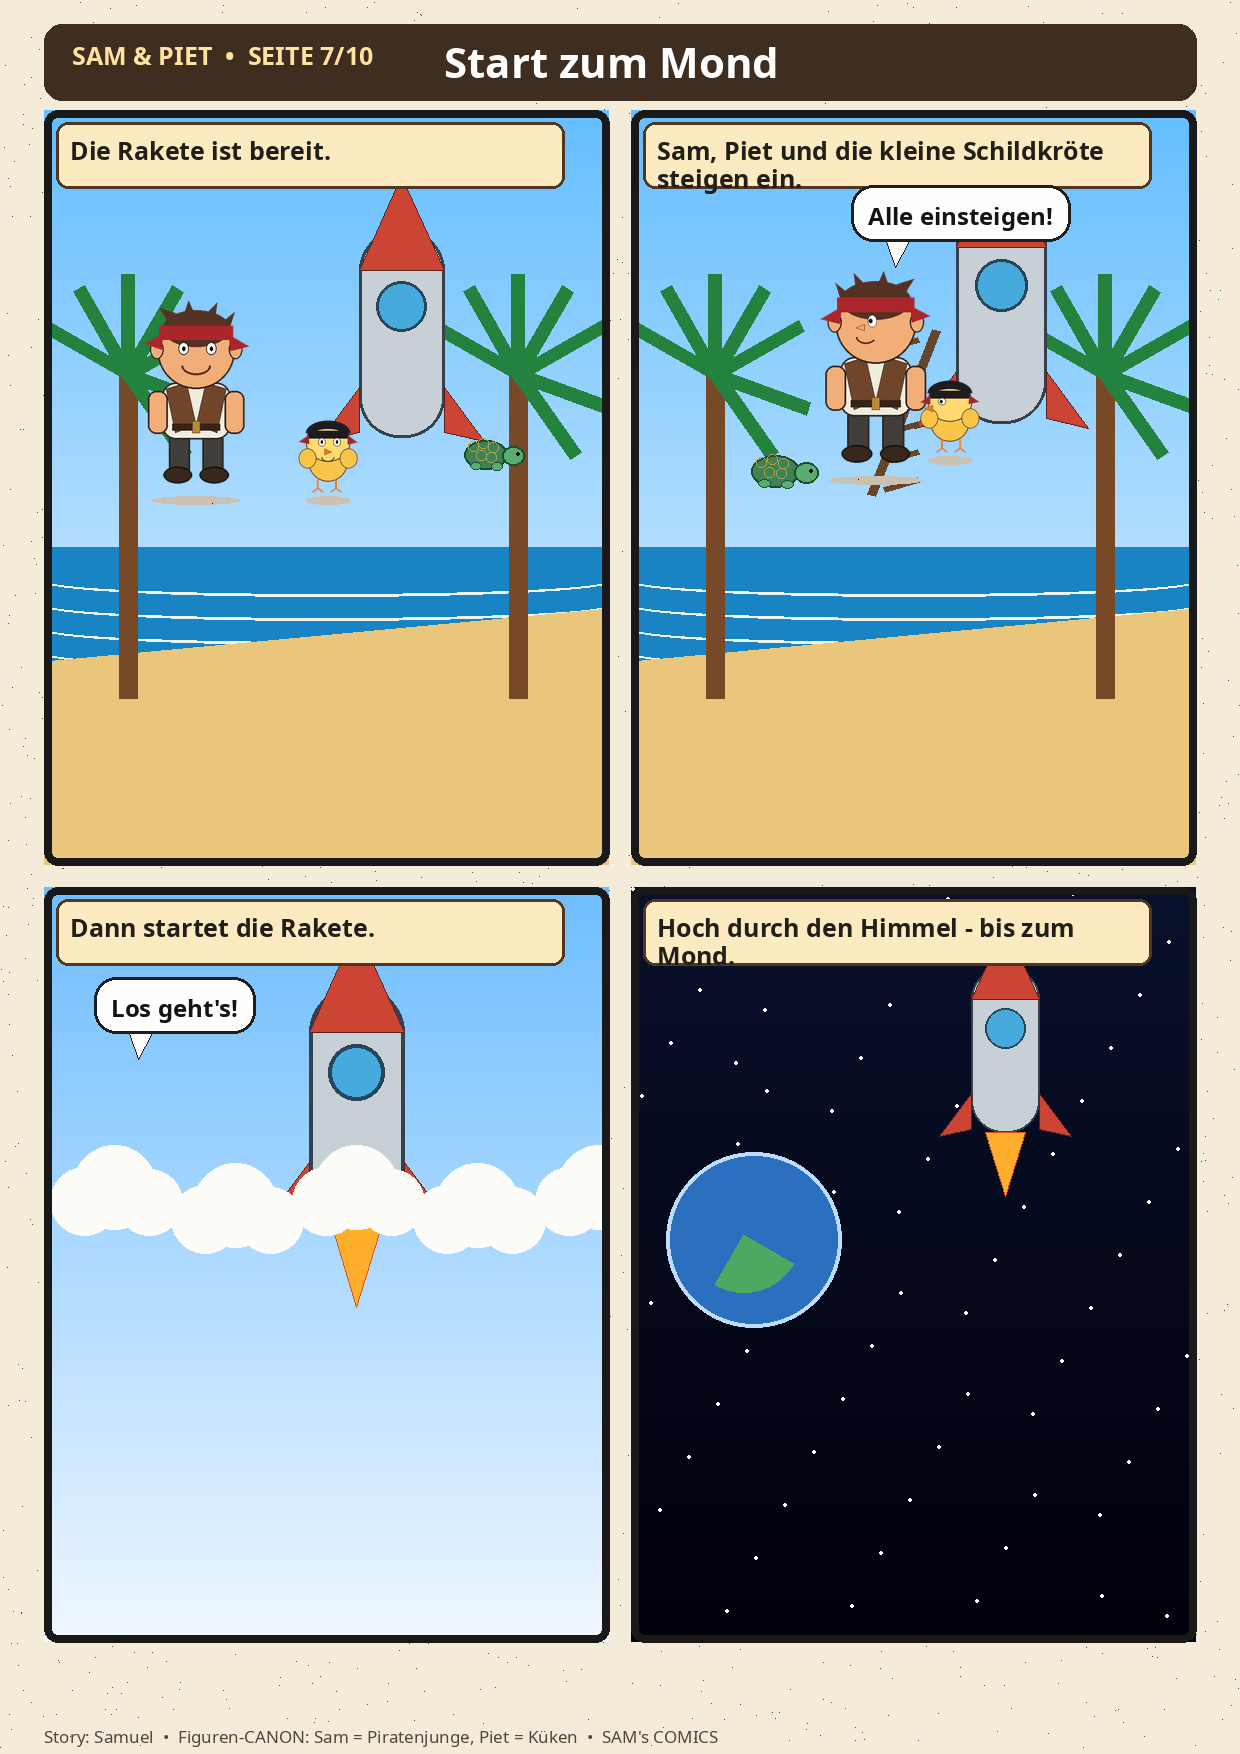 SAM & PIET • SEITE 7/10
Start zum Mond
Die Rakete ist bereit.
Sam, Piet und die kleine Schildkröte
steigen ein.
Alle einsteigen!
Dann startet die Rakete.
Los geht's!
Hoch durch den Himmel - bis zum
Mond.
Story: Samuel • Figuren-CANON: Sam = Piratenjunge, Piet = Küken • SAM's COMICS